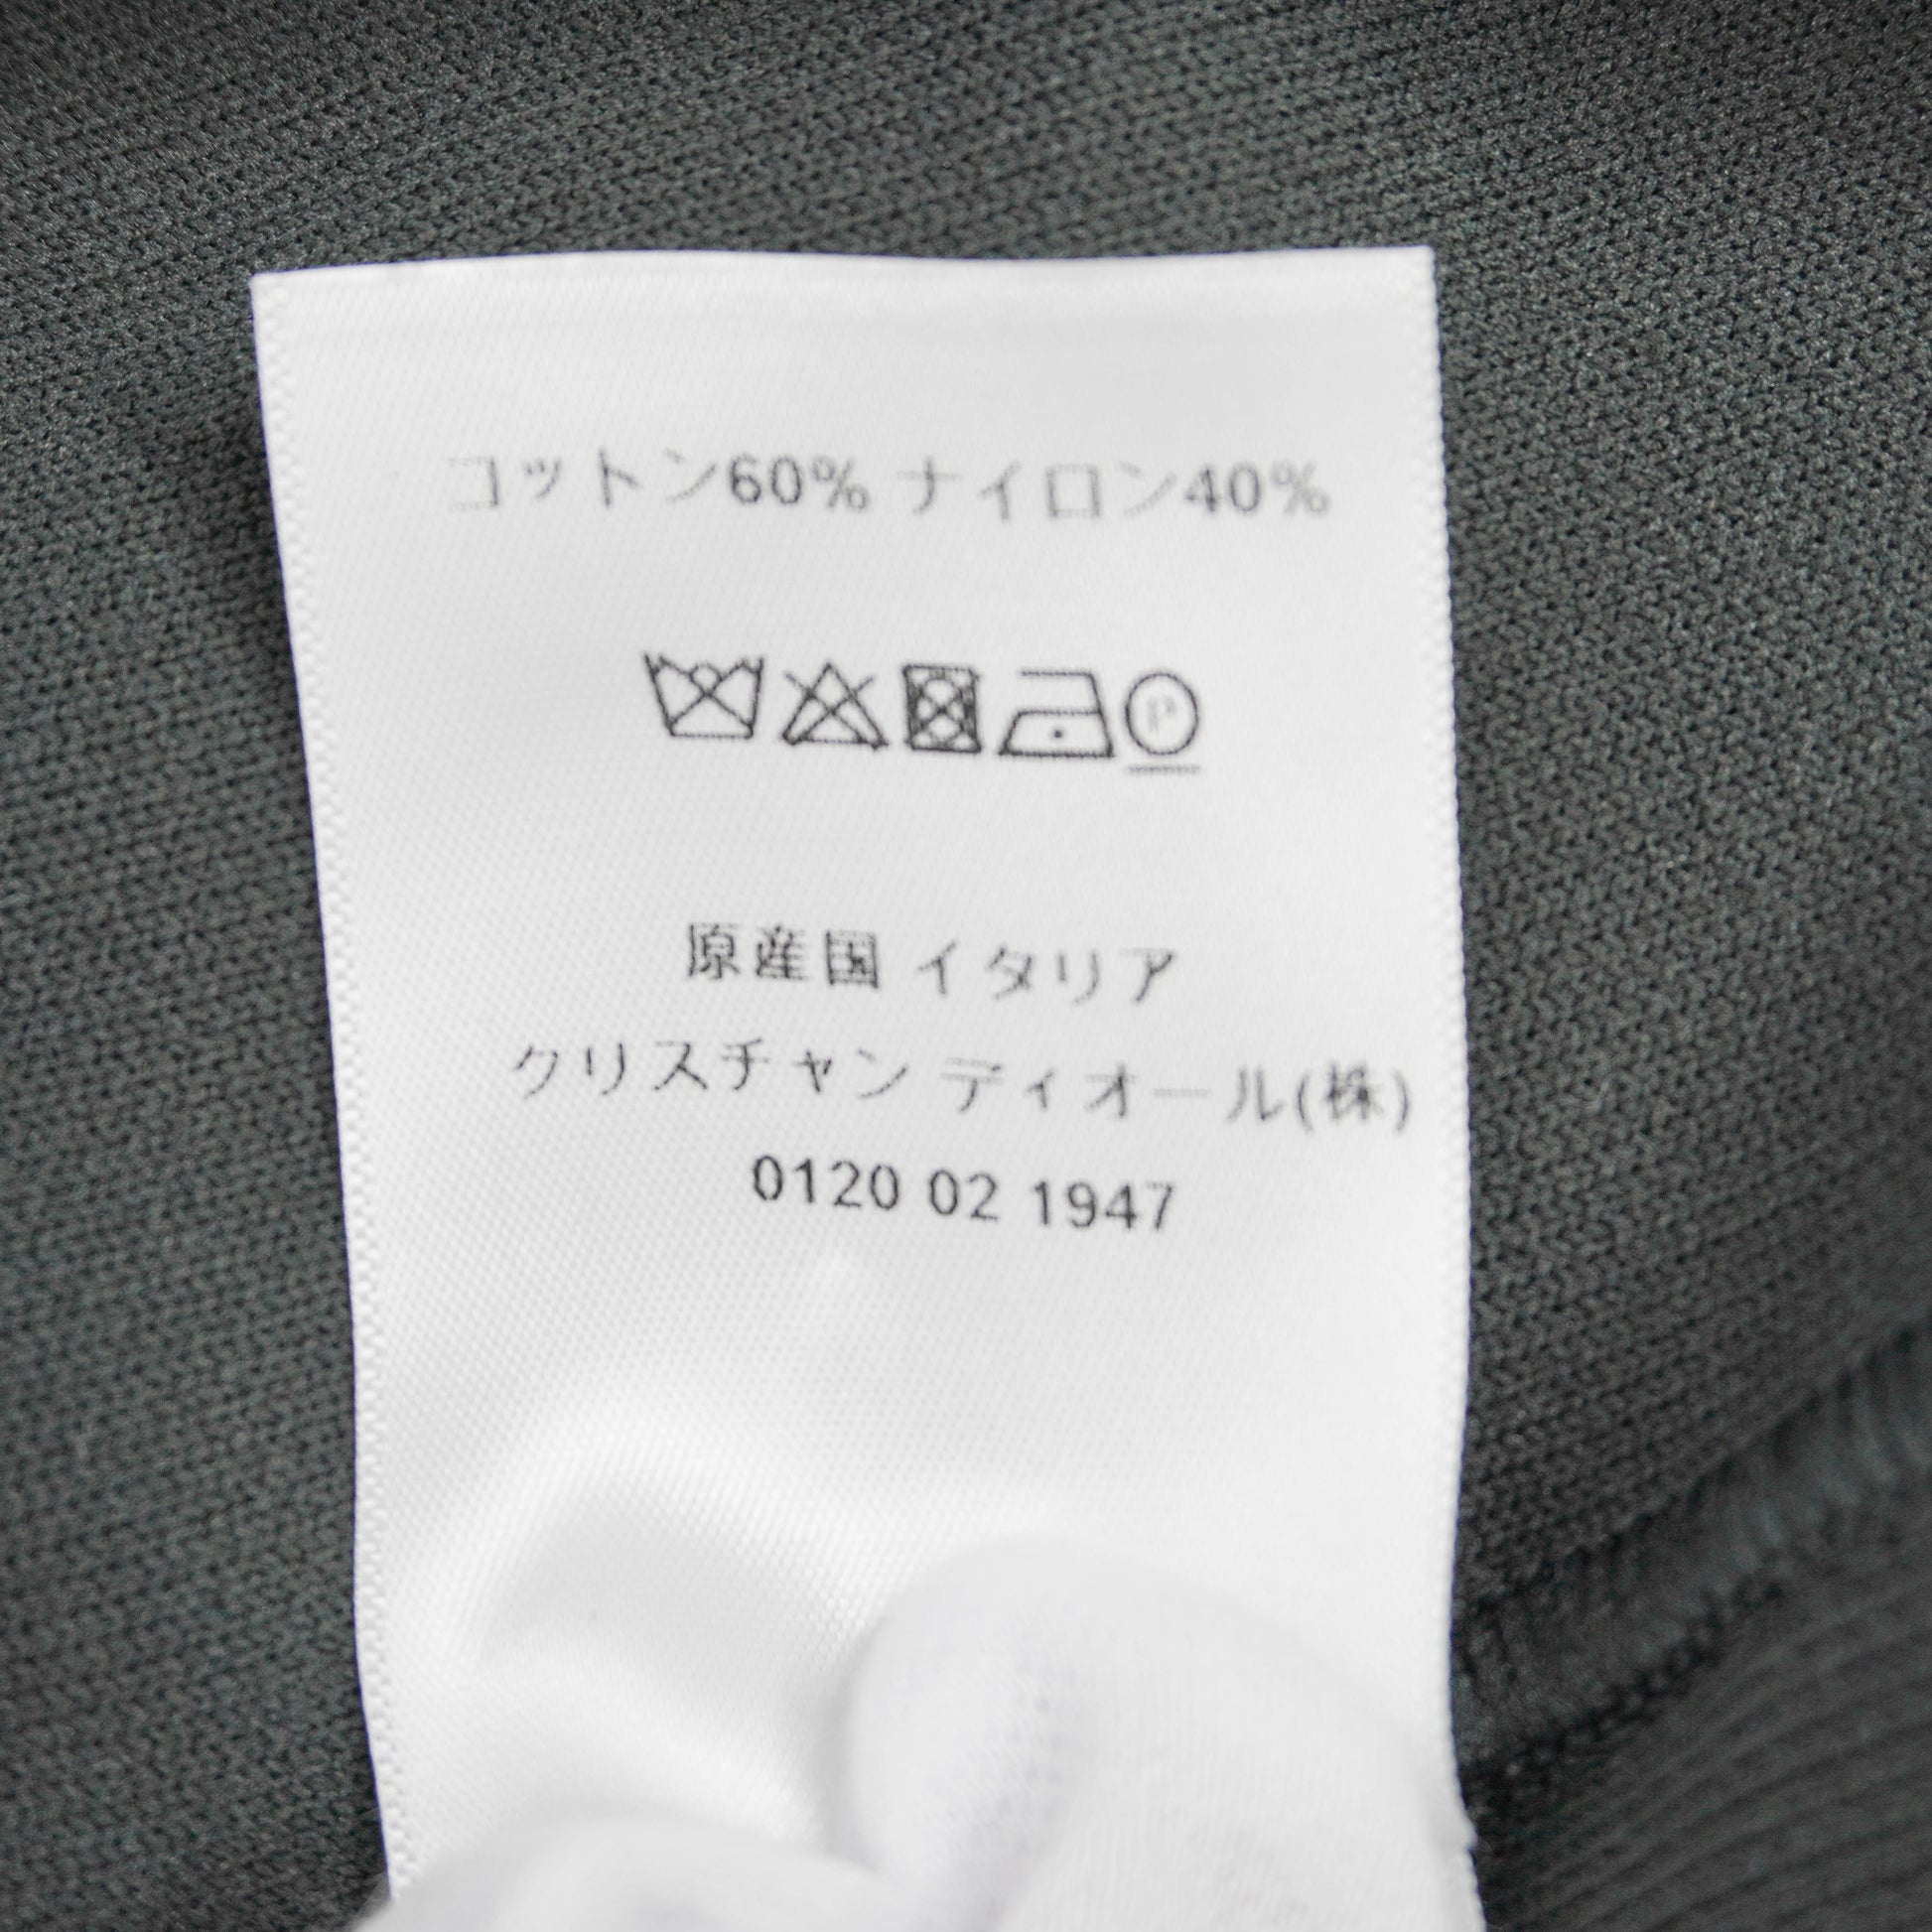 コットン60% ナイロン40%
P
原産国 イタリア
クリスチャン ディオール(株)
0120 02 1947